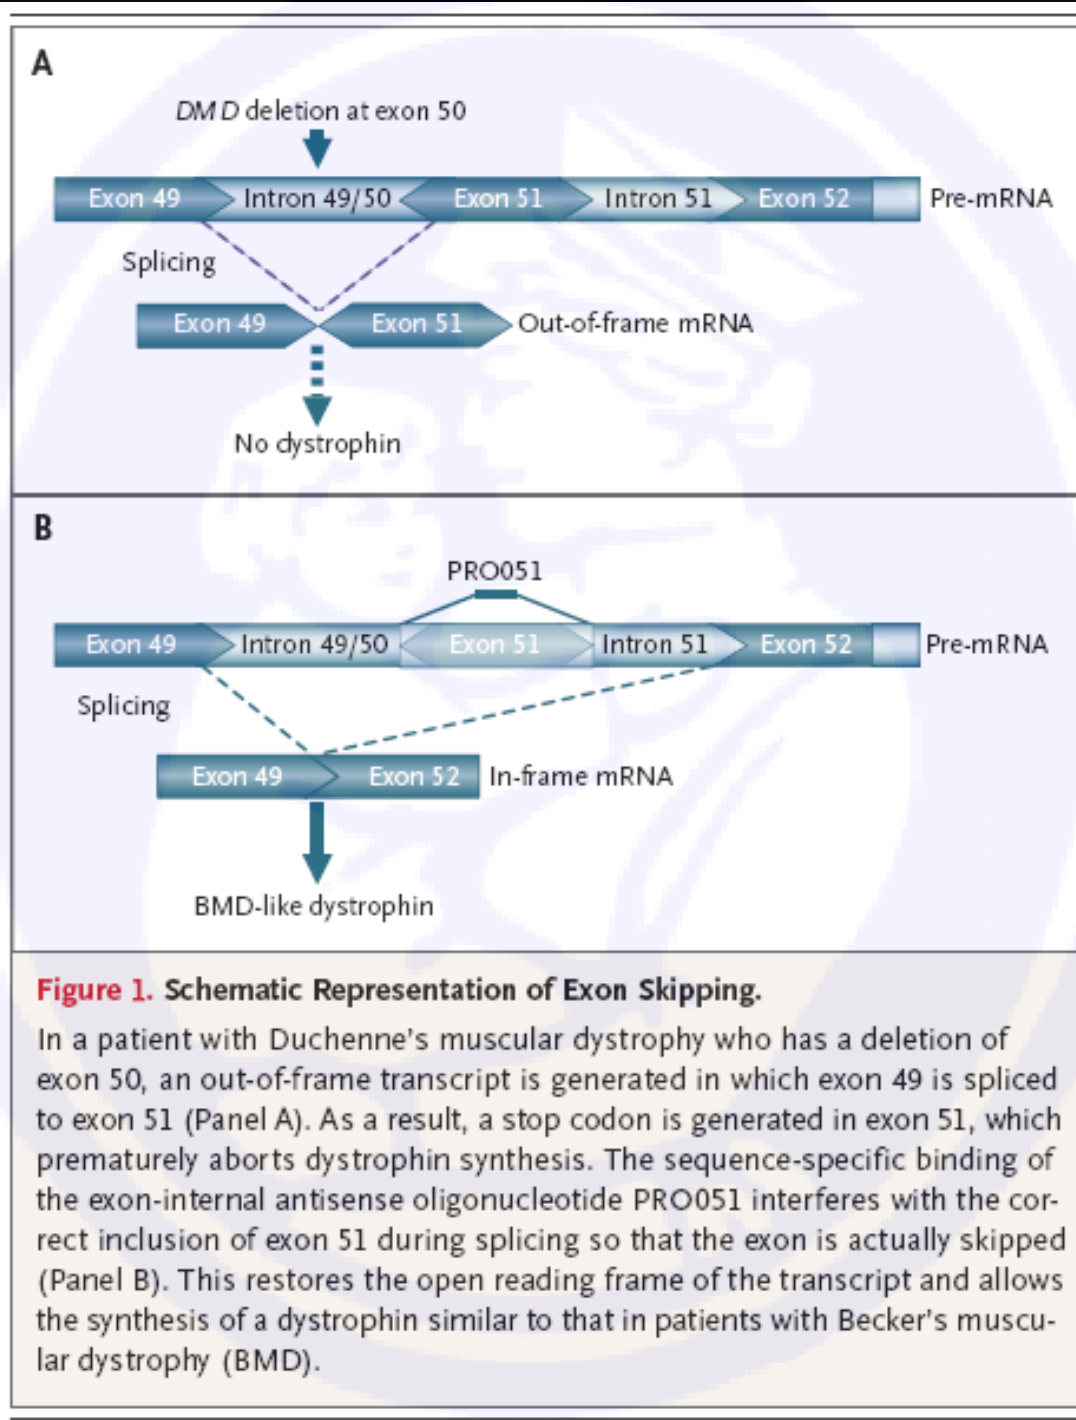 A
DMD deletion at exon 50
Exon 49 Intron 49/50 Exon 51 Intron 51 Exon 52 Pre-mRNA
Splicing
Exon 49 Exon 51 Out-of-frame mRNA
No dystrophin
B
PRO051
Exon 49 Intron 49/50 Exon 51 Intron 51 Exon 52 Pre-mRNA
Splicing
Exon 49 Exon 52 In-frame mRNA
BMD-like dystrophin
Figure 1. Schematic Representation of Exon Skipping.
In a patient with Duchenne's muscular dystrophy who has a deletion of
exon 50, an out-of-frame transcript is generated in which exon 49 is spliced
to exon 51 (Panel A). As a result, a stop codon is generated in exon 51, which
prematurely aborts dystrophin synthesis. The sequence-specific binding of
the exon-internal antisense oligonucleotide PRO051 interferes with the cor-
rect inclusion of exon 51 during splicing so that the exon is actually skipped
(Panel B). This restores the open reading frame of the transcript and allows
the synthesis of a dystrophin similar to that in patients with Becker's muscu-
lar dystrophy (BMD).